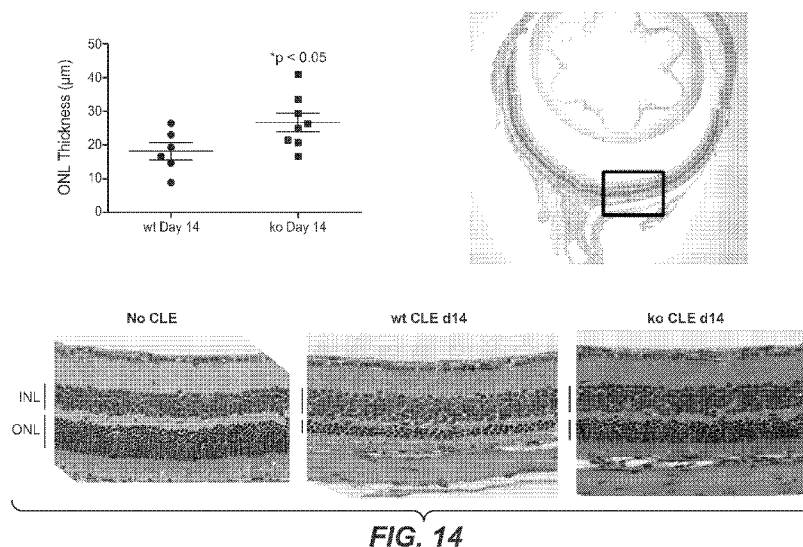 ONL Thickness (µm)
50
40
30
20
10
0
*p < 0.05
wt Day 14
ko Day 14
No CLE
wt CLE d14
ko CLE d14
INL
ONL
FIG. 14